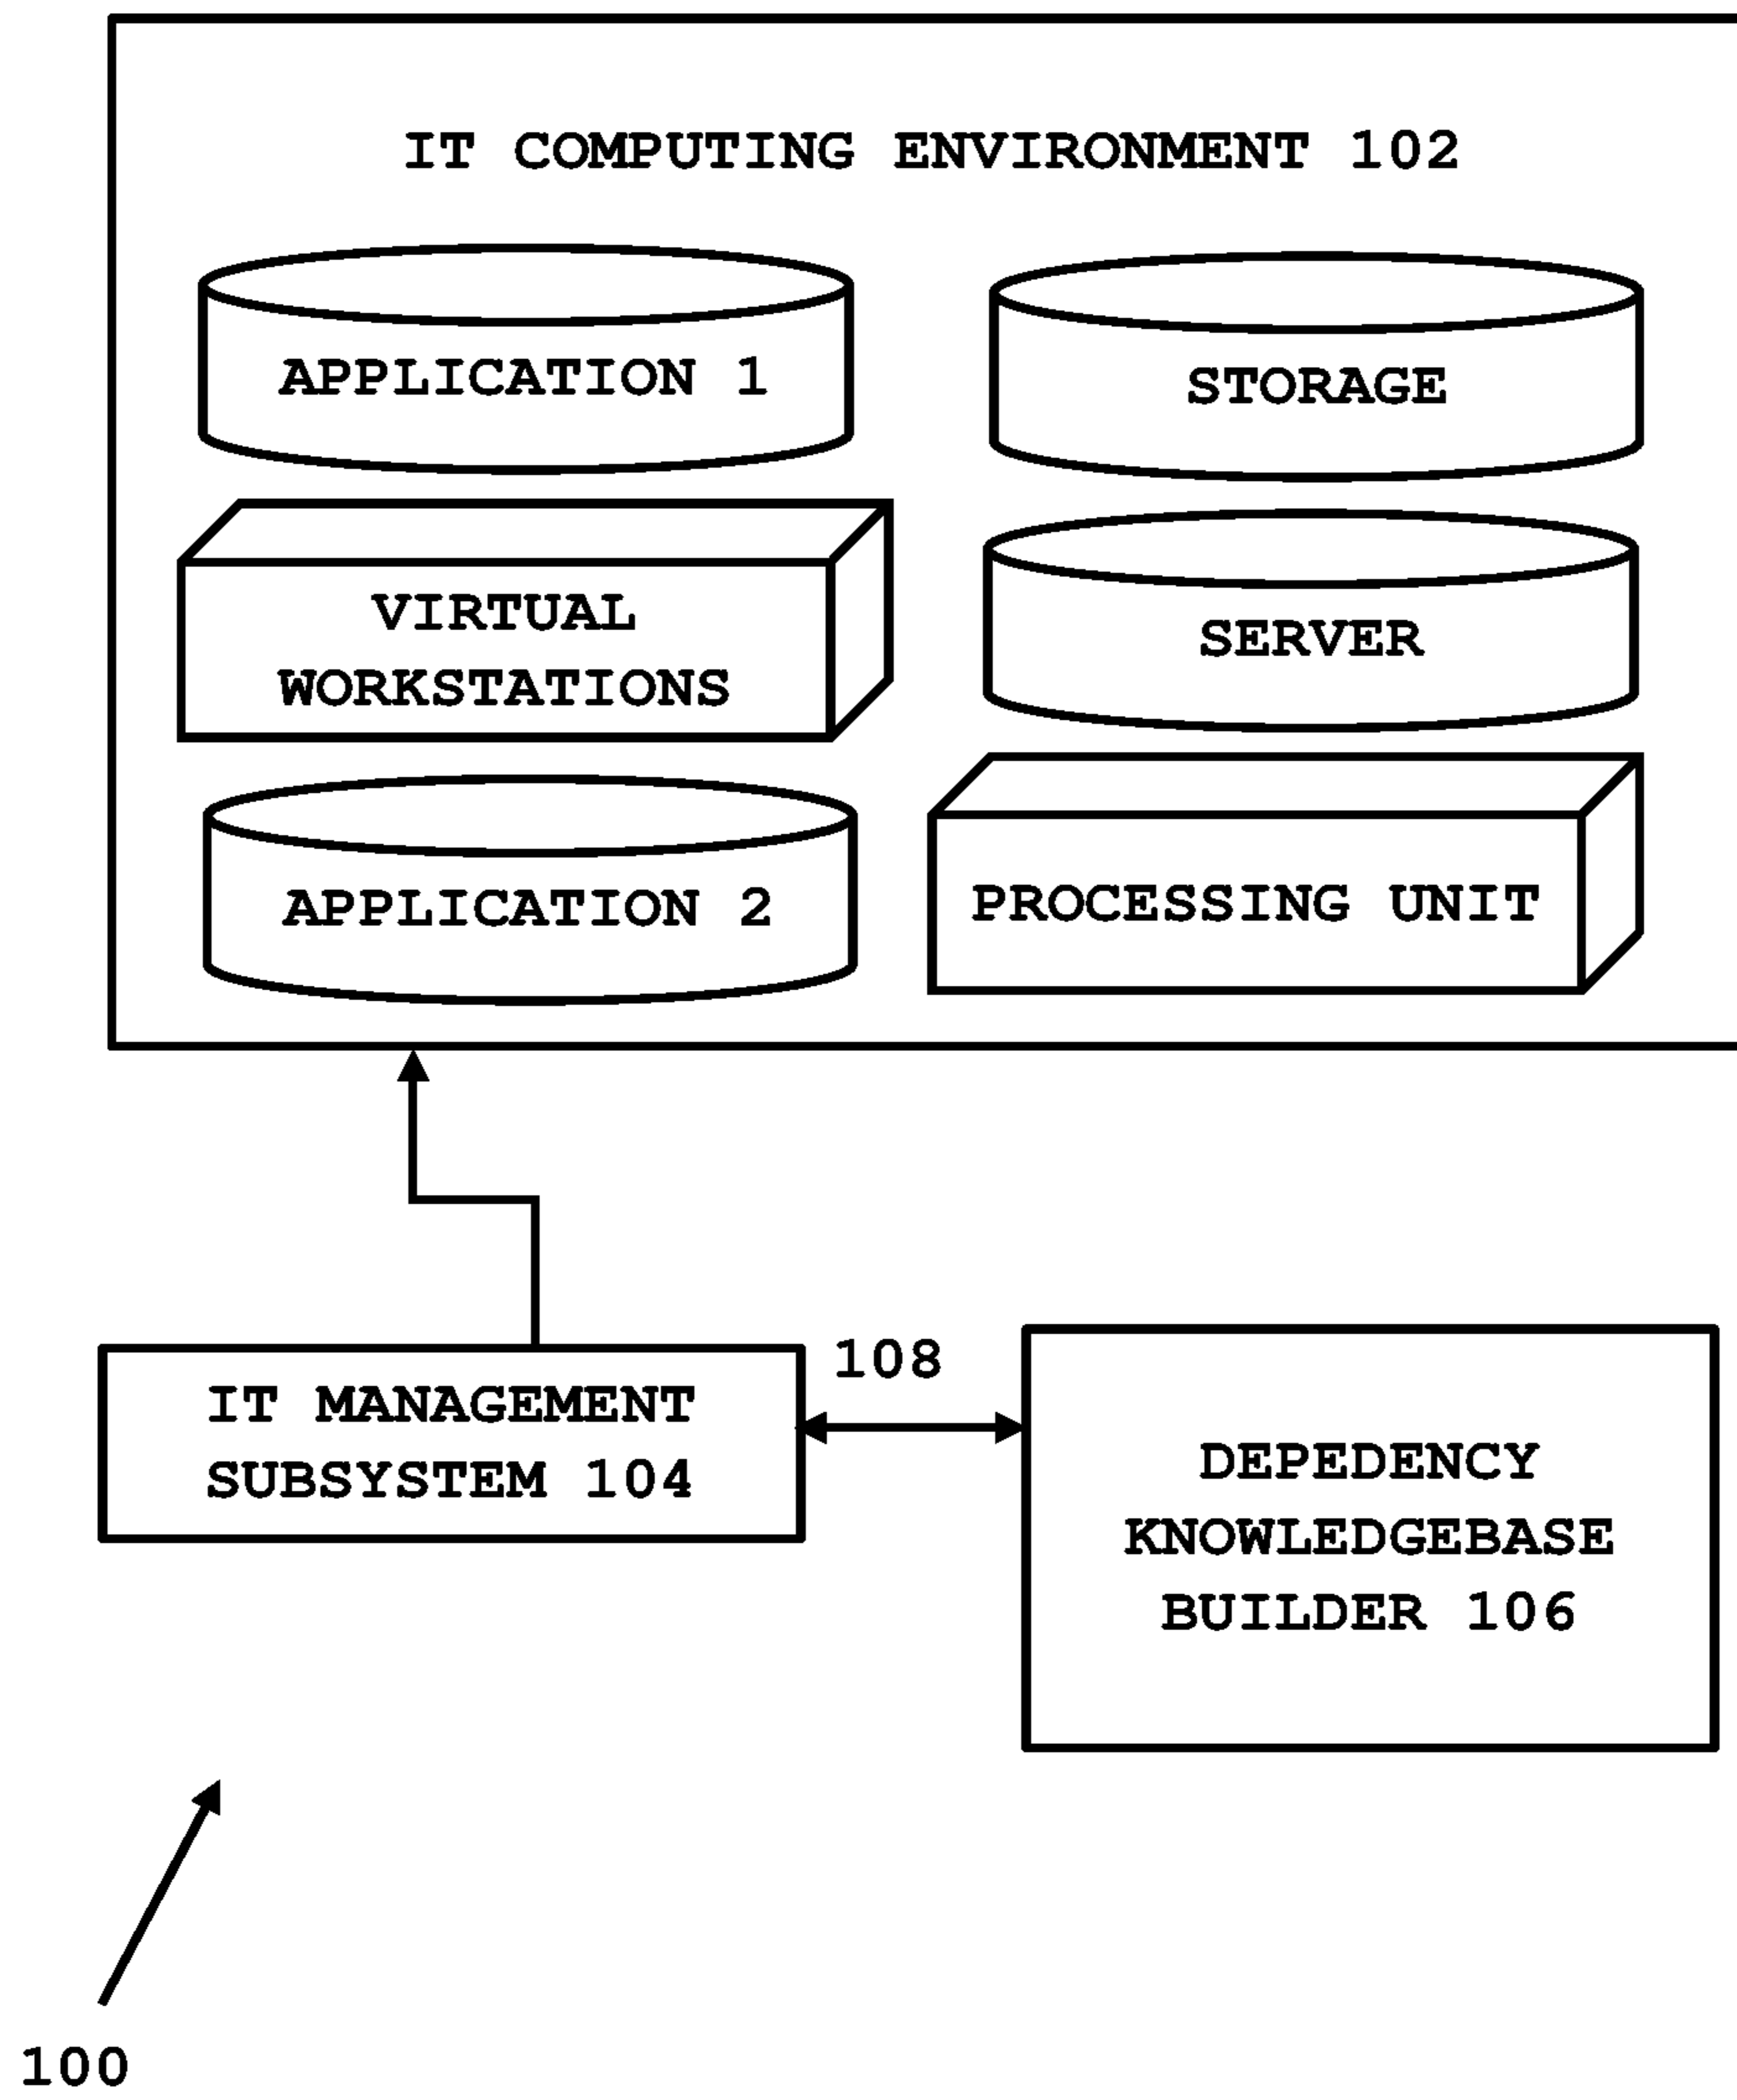 IT COMPUTING ENVIRONMENT 102
APPLICATION 1
STORAGE
VIRTUAL
WORKSTATIONS
SERVER
APPLICATION 2
PROCESSING UNIT
108
IT MANAGEMENT
SUBSYSTEM 104
DEPEDENCY
KNOWLEDGEBASE
BUILDER 106
100